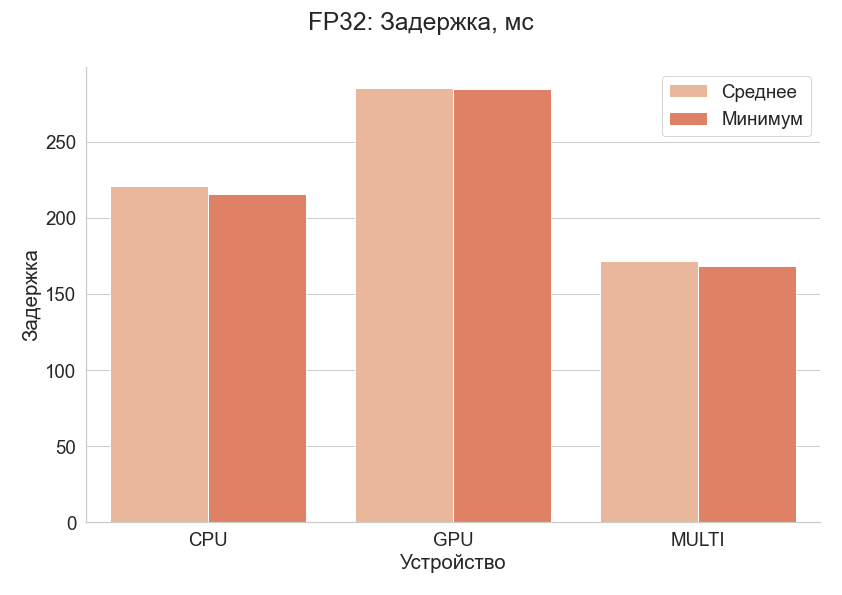 FP32: Задержка, мс
Среднее
Минимум
250
200
150
100
50
0
Задержка
CPU
GPU
MULTI
Устройство